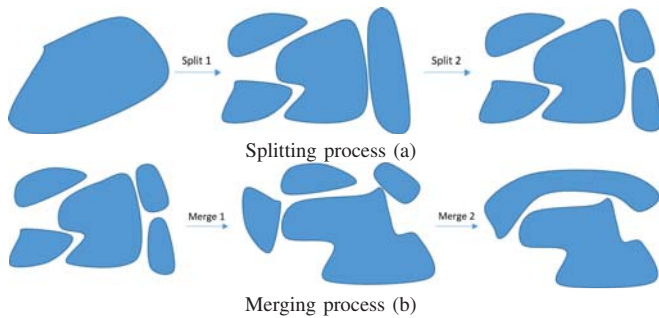 Split 1
Split 2
Splitting process (a)
Merge 1
Merge 2
Merging process (b)